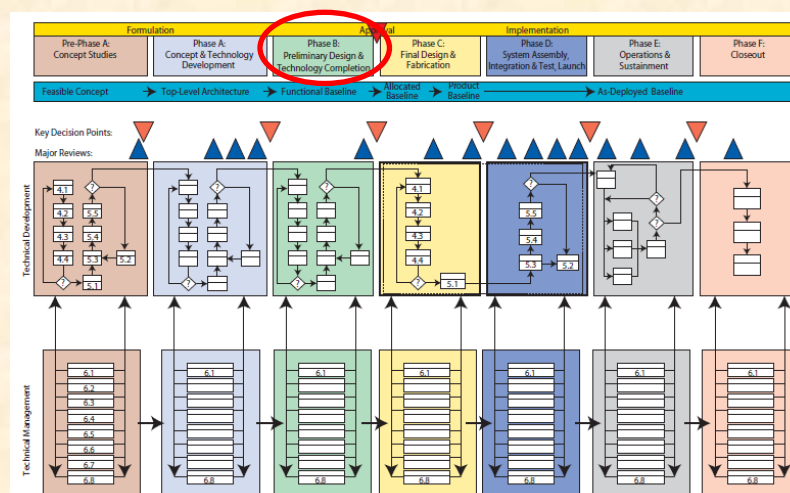 Formulation
Approval
Implementation
Pre-Phase A:
Concept Studies
Phase A:
Concept & Technology
Development
Phase B:
Preliminary Design &
Technology Completion
Phase C:
Final Design &
Fabrication
Phase D:
System Assembly,
Integration & Test, Launch
Phase E:
Operations &
Sustainment
Phase F:
Closeout
Feasible Concept
Top-Level Architecture
Functional Baseline
Allocated
Baseline
Product
Baseline
As-Deployed Baseline
Key Decision Points:
Major Reviews:
Technical Development
4.1
?
4.2
5.5
4.3
5.4
4.4
5.3
5.2
?
5.1
?
?
?
?
4.1
4.2
4.3
4.4
?
5.1
?
5.5
5.4
5.3
5.2
?
?
Technical Management
6.1
6.2
6.3
6.4
6.5
6.6
6.7
6.8
6.1
6.8
6.1
6.8
6.1
6.8
6.1
6.8
6.1
6.8
6.1
6.8